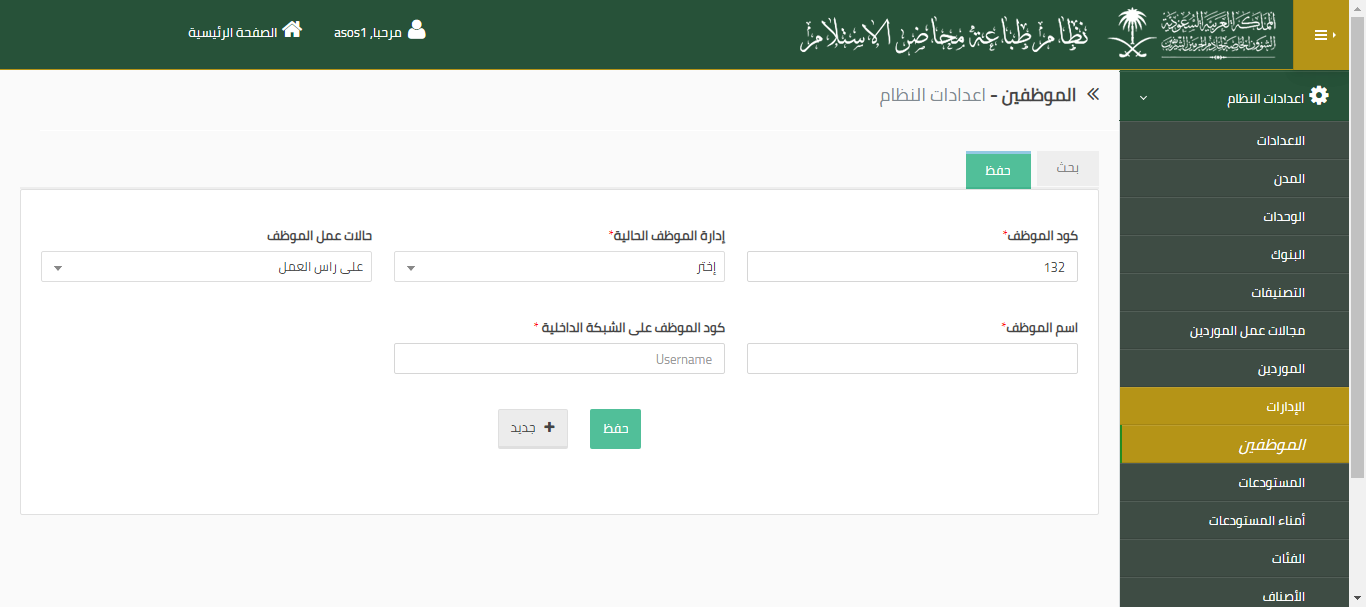 المملكة العربية السعودية
الشؤون الخاصة لخادم الحرمين الشريفين
نظام طباعة محاضر الاستلام
مرحبا, asos1
الصفحة الرئيسية
اعدادات النظام
الاعدادات
المدن
الوحدات
البنوك
التصنيفات
مجالات عمل الموردين
الموردين
الإدارات
الموظفين
المستودعات
أمناء المستودعات
الفئات
الأصناف
الموظفين - اعدادات النظام
بحث
حفظ
كود الموظف*
132
إدارة الموظف الحالية*
إختر
حالات عمل الموظف
على راس العمل
اسم الموظف*
كود الموظف على الشبكة الداخلية *
Username
حفظ
جديد